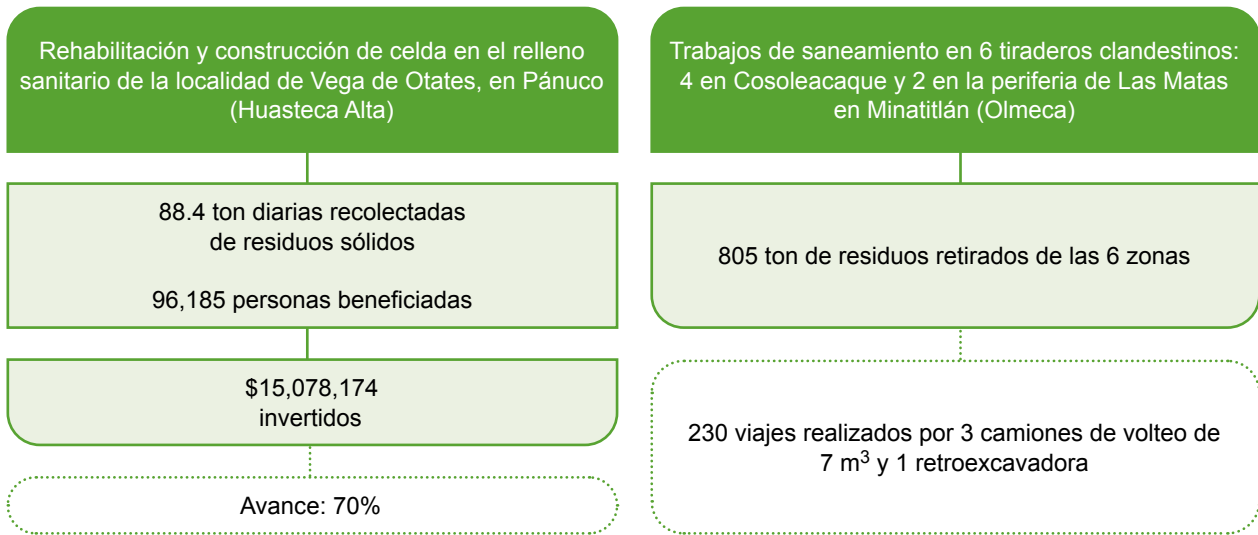 Rehabilitación y construcción de celda en el relleno
sanitario de la localidad de Vega de Otates, en Pánuco
(Huasteca Alta)
88.4 ton diarias recolectadas
de residuos sólidos
96,185 personas beneficiadas
$15,078,174
invertidos
Avance: 70%
Trabajos de saneamiento en 6 tiraderos clandestinos:
4 en Cosoleacaque y 2 en la periferia de Las Matas
en Minatitlán (Olmeca)
805 ton de residuos retirados de las 6 zonas
230 viajes realizados por 3 camiones de volteo de
7 m³ y 1 retroexcavadora